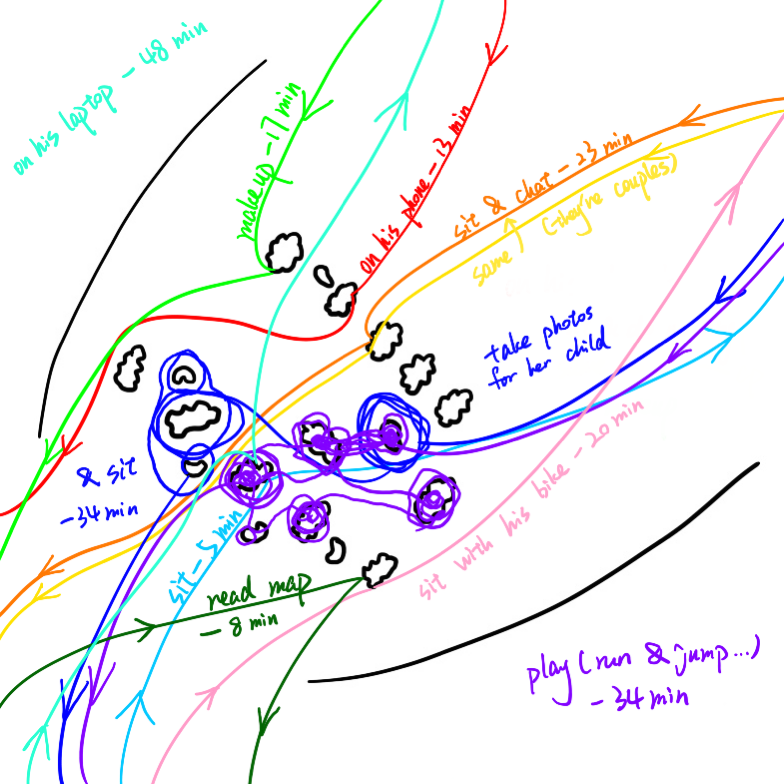 on his laptop - 48 min
make up - 17 min
on his phone - 13 min
sit & chat - 23 min
same (they're couples)
take photos
for her child
& sit
- 34 min
sit - 5 min
read map
- 8 min
sit with his bike - 20 min
play (run & jump...)
- 34 min